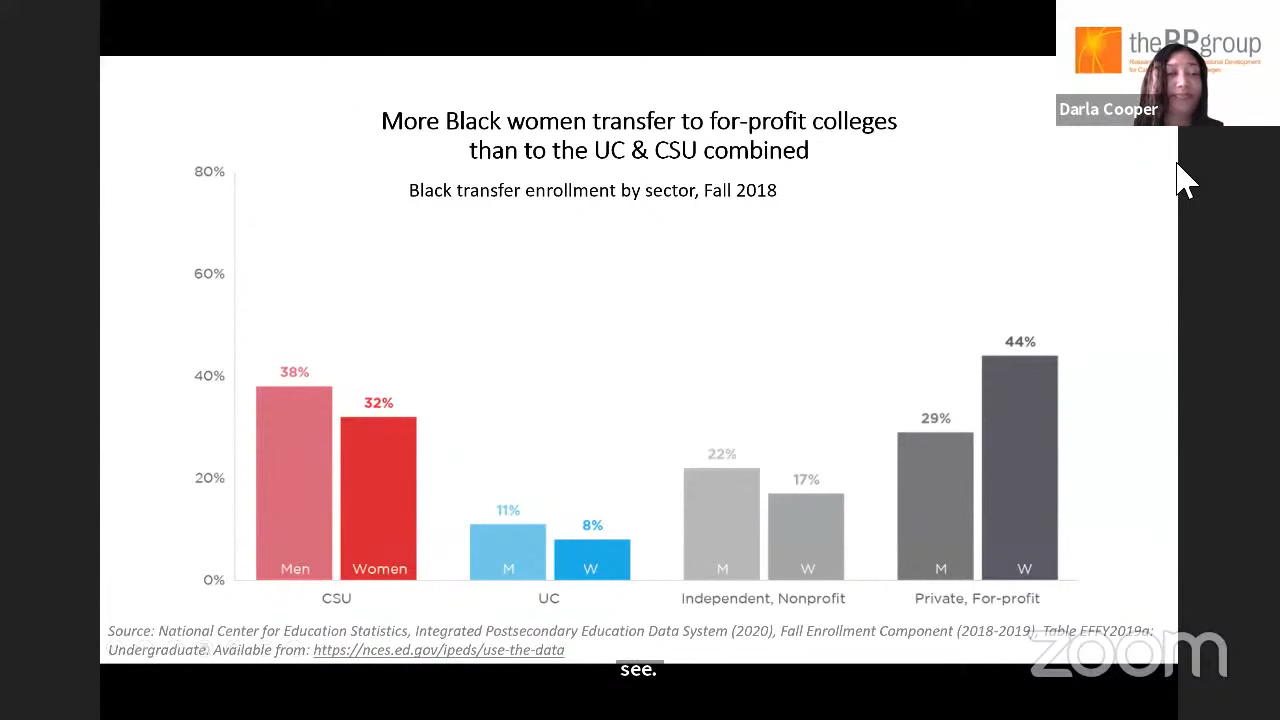 theRPgroup
Darla Cooper
More Black women transfer to for-profit colleges
than to the UC & CSU combined
Black transfer enrollment by sector, Fall 2018
80%
60%
40%
20%
0%
38%
32%
11%
8%
22%
17%
29%
44%
Men
Women
M
W
M
W
M
W
CSU
UC
Independent, Nonprofit
Private, For-profit
Source: National Center for Education Statistics, Integrated Postsecondary Education Data System (2020), Fall Enrollment Component (2018-2019), Table EFFY2019a:
Undergraduate. Available from: https://nces.ed.gov/ipeds/use-the-data
zoom
see.